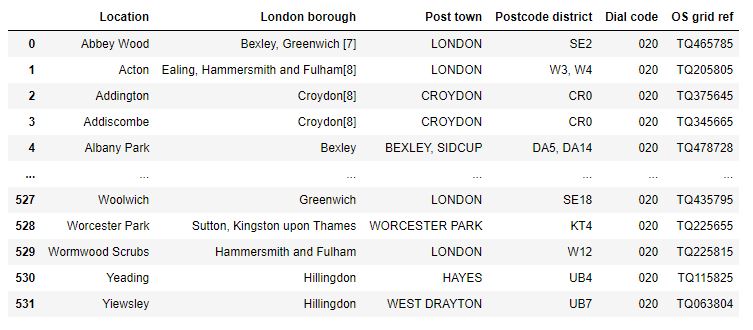 Location London borough Post town Postcode district Dial code OS grid ref
0 Abbey Wood Bexley, Greenwich [7] LONDON SE2 020 TQ465785
1 Acton Ealing, Hammersmith and Fulham[8] LONDON W3, W4 020 TQ205805
2 Addington Croydon[8] CROYDON CR0 020 TQ375645
3 Addiscombe Croydon[8] CROYDON CR0 020 TQ345665
4 Albany Park Bexley BEXLEY, SIDCUP DA5, DA14 020 TQ478728
... ... ... ... ... ... ...
527 Woolwich Greenwich LONDON SE18 020 TQ435795
528 Worcester Park Sutton, Kingston upon Thames WORCESTER PARK KT4 020 TQ225655
529 Wormwood Scrubs Hammersmith and Fulham LONDON W12 020 TQ225815
530 Yeading Hillingdon HAYES UB4 020 TQ115825
531 Yiewsley Hillingdon WEST DRAYTON UB7 020 TQ063804